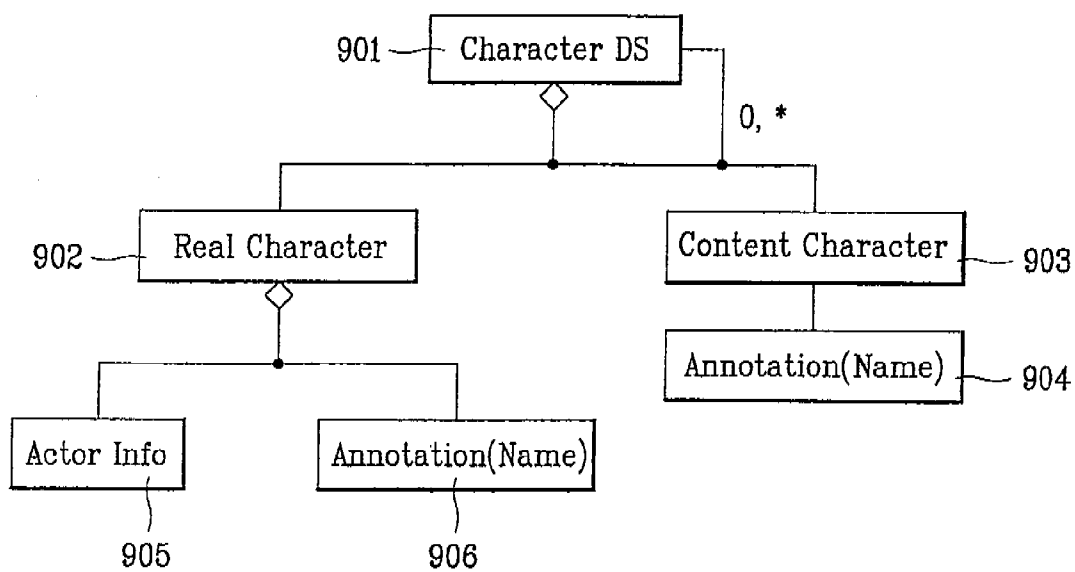 901
Character DS
0, *
902
Real Character
Content Character
903
Annotation(Name)
904
Actor Info
Annotation(Name)
905
906